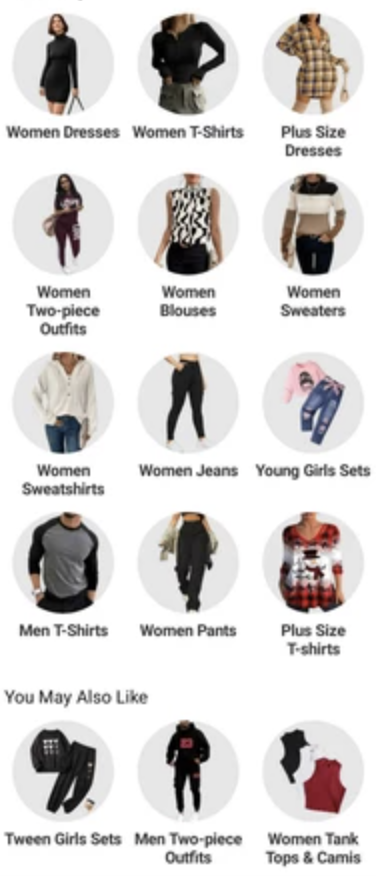 Women Dresses
Women T-Shirts
Plus Size
Dresses
Women
Two-piece
Outfits
Women
Blouses
Women
Sweaters
Women
Sweatshirts
Women Jeans
Young Girls Sets
Men T-Shirts
Women Pants
Plus Size
T-shirts
You May Also Like
Tween Girls Sets
Men Two-piece
Outfits
Women Tank
Tops & Camis